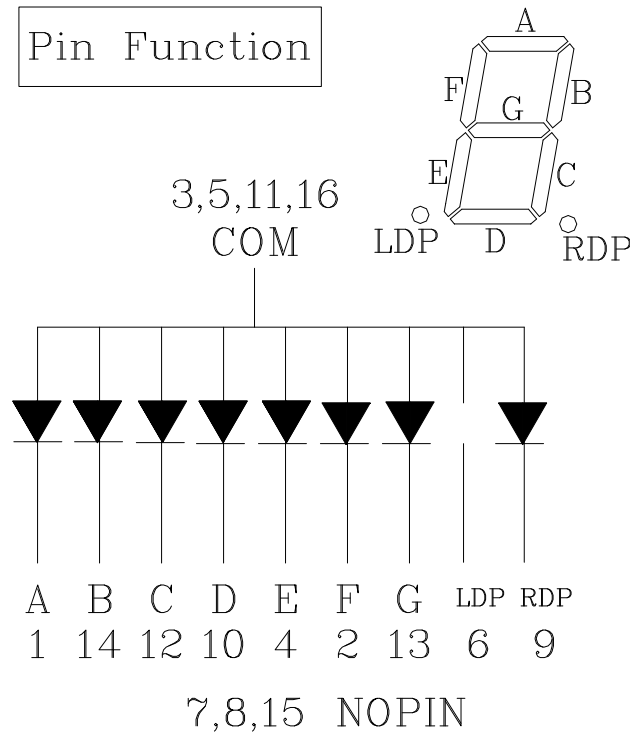 Pin Function
A
F
B
G
E
C
LDP
D
RDP
3,5,11,16
COM
A B C D E F G LDP RDP
1 14 12 10 4 2 13 6 9
7,8,15 NOPIN